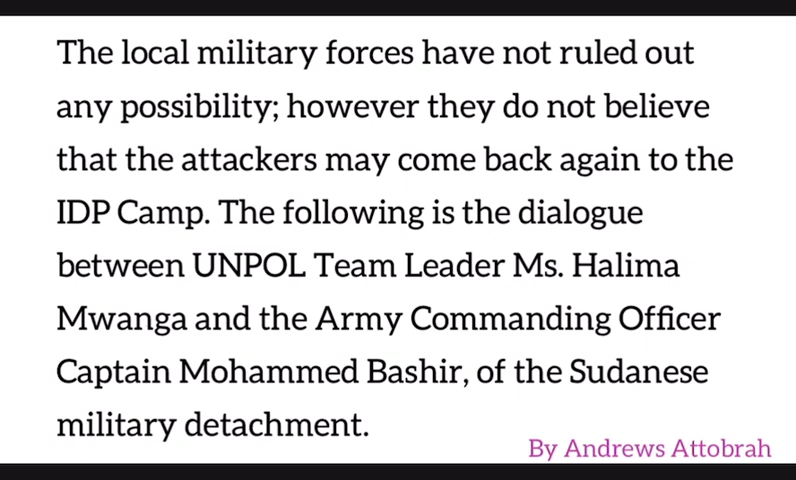 The local military forces have not ruled out
any possibility; however they do not believe
that the attackers may come back again to the
IDP Camp. The following is the dialogue
between UNPOL Team Leader Ms. Halima
Mwanga and the Army Commanding Officer
Captain Mohammed Bashir, of the Sudanese
military detachment.
By Andrews Attobrah